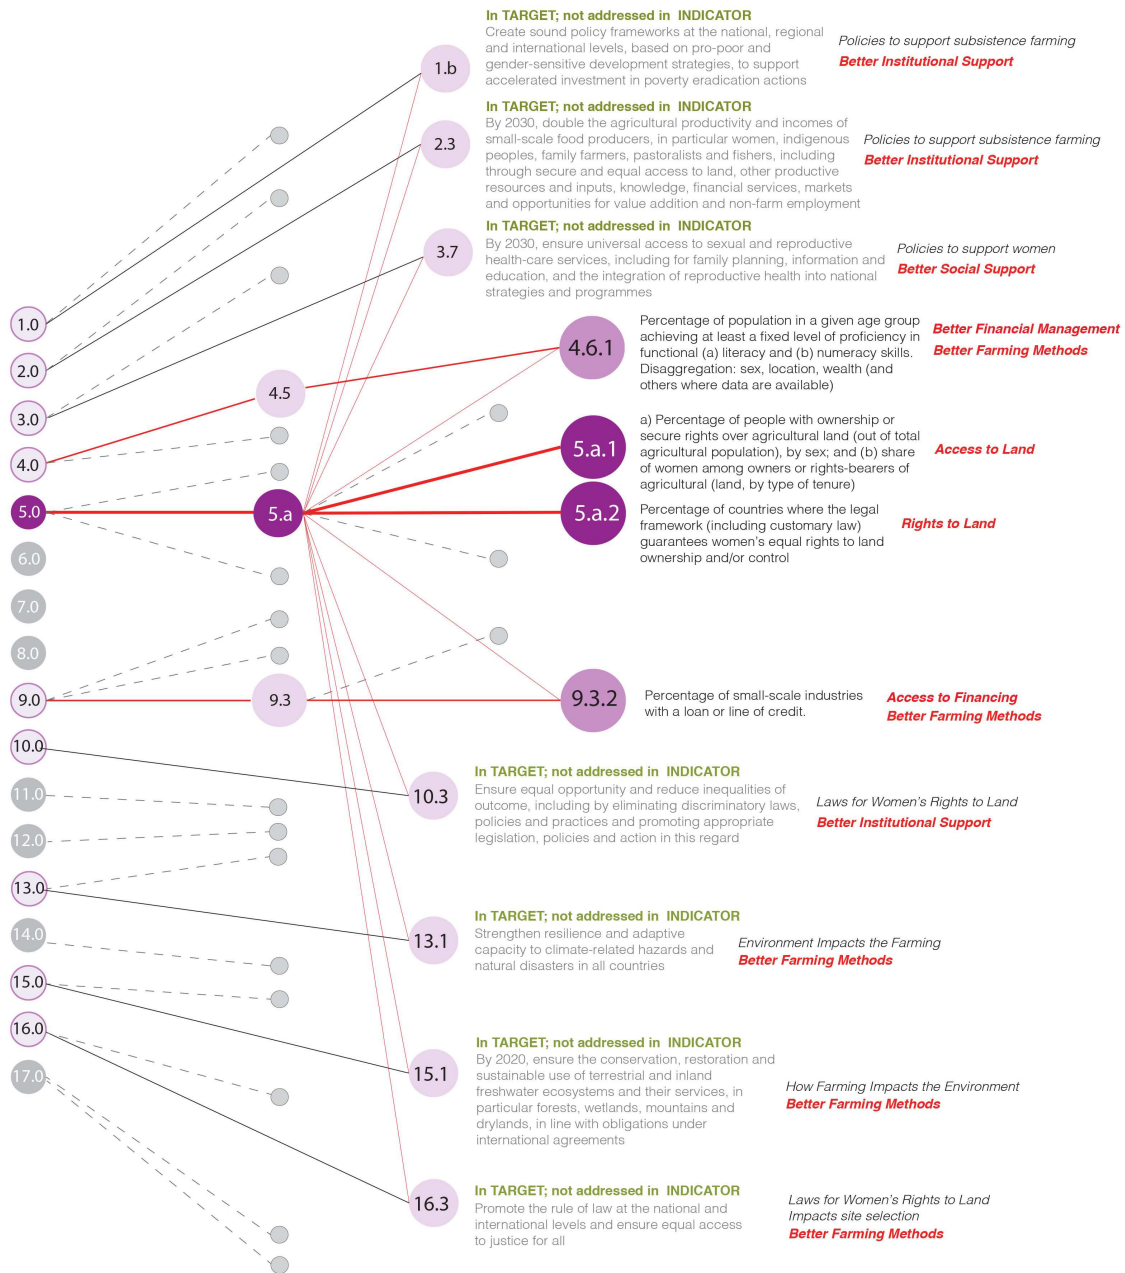 In TARGET; not addressed in INDICATOR
Create sound policy frameworks at the national, regional
and international levels, based on pro-poor and
gender-sensitive development strategies, to support
accelerated investment in poverty eradication actions
1.b
Policies to support subsistence farming
Better Institutional Support
In TARGET; not addressed in INDICATOR
By 2030, double the agricultural productivity and incomes of
small-scale food producers, in particular women, indigenous
peoples, family farmers, pastoralists and fishers, including
through secure and equal access to land, other productive
resources and inputs, knowledge, financial services, markets
and opportunities for value addition and non-farm employment
2.3
Policies to support subsistence farming
Better Institutional Support
In TARGET; not addressed in INDICATOR
By 2030, ensure universal access to sexual and reproductive
health-care services, including for family planning, information and
education, and the integration of reproductive health into national
strategies and programmes
3.7
Policies to support women
Better Social Support
1.0
2.0
3.0
4.0
5.0
6.0
7.0
8.0
9.0
10.0
11.0
12.0
13.0
14.0
15.0
16.0
17.0
4.5
5.a
9.3
4.6.1
Percentage of population in a given age group
achieving at least a fixed level of proficiency in
functional (a) literacy and (b) numeracy skills.
Disaggregation: sex, location, wealth (and
others where data are available)
Better Financial Management
Better Farming Methods
5.a.1
a) Percentage of people with ownership or
secure rights over agricultural land (out of total
agricultural population), by sex; and (b) share
of women among owners or rights-bearers of
agricultural (land, by type of tenure)
Access to Land
5.a.2
Percentage of countries where the legal
framework (including customary law)
guarantees women's equal rights to land
ownership and/or control
Rights to Land
9.3.2
Percentage of small-scale industries
with a loan or line of credit.
Access to Financing
Better Farming Methods
10.3
In TARGET; not addressed in INDICATOR
Ensure equal opportunity and reduce inequalities of
outcome, including by eliminating discriminatory laws,
policies and practices and promoting appropriate
legislation, policies and action in this regard
Laws for Women's Rights to Land
Better Institutional Support
13.1
In TARGET; not addressed in INDICATOR
Strengthen resilience and adaptive
capacity to climate-related hazards and
natural disasters in all countries
Environment Impacts the Farming
Better Farming Methods
15.1
In TARGET; not addressed in INDICATOR
By 2020, ensure the conservation, restoration and
sustainable use of terrestrial and inland
freshwater ecosystems and their services, in
particular forests, wetlands, mountains and
drylands, in line with obligations under
international agreements
How Farming Impacts the Environment
Better Farming Methods
16.3
In TARGET; not addressed in INDICATOR
Promote the rule of law at the national and
international levels and ensure equal access
to justice for all
Laws for Women's Rights to Land
Impacts site selection
Better Farming Methods